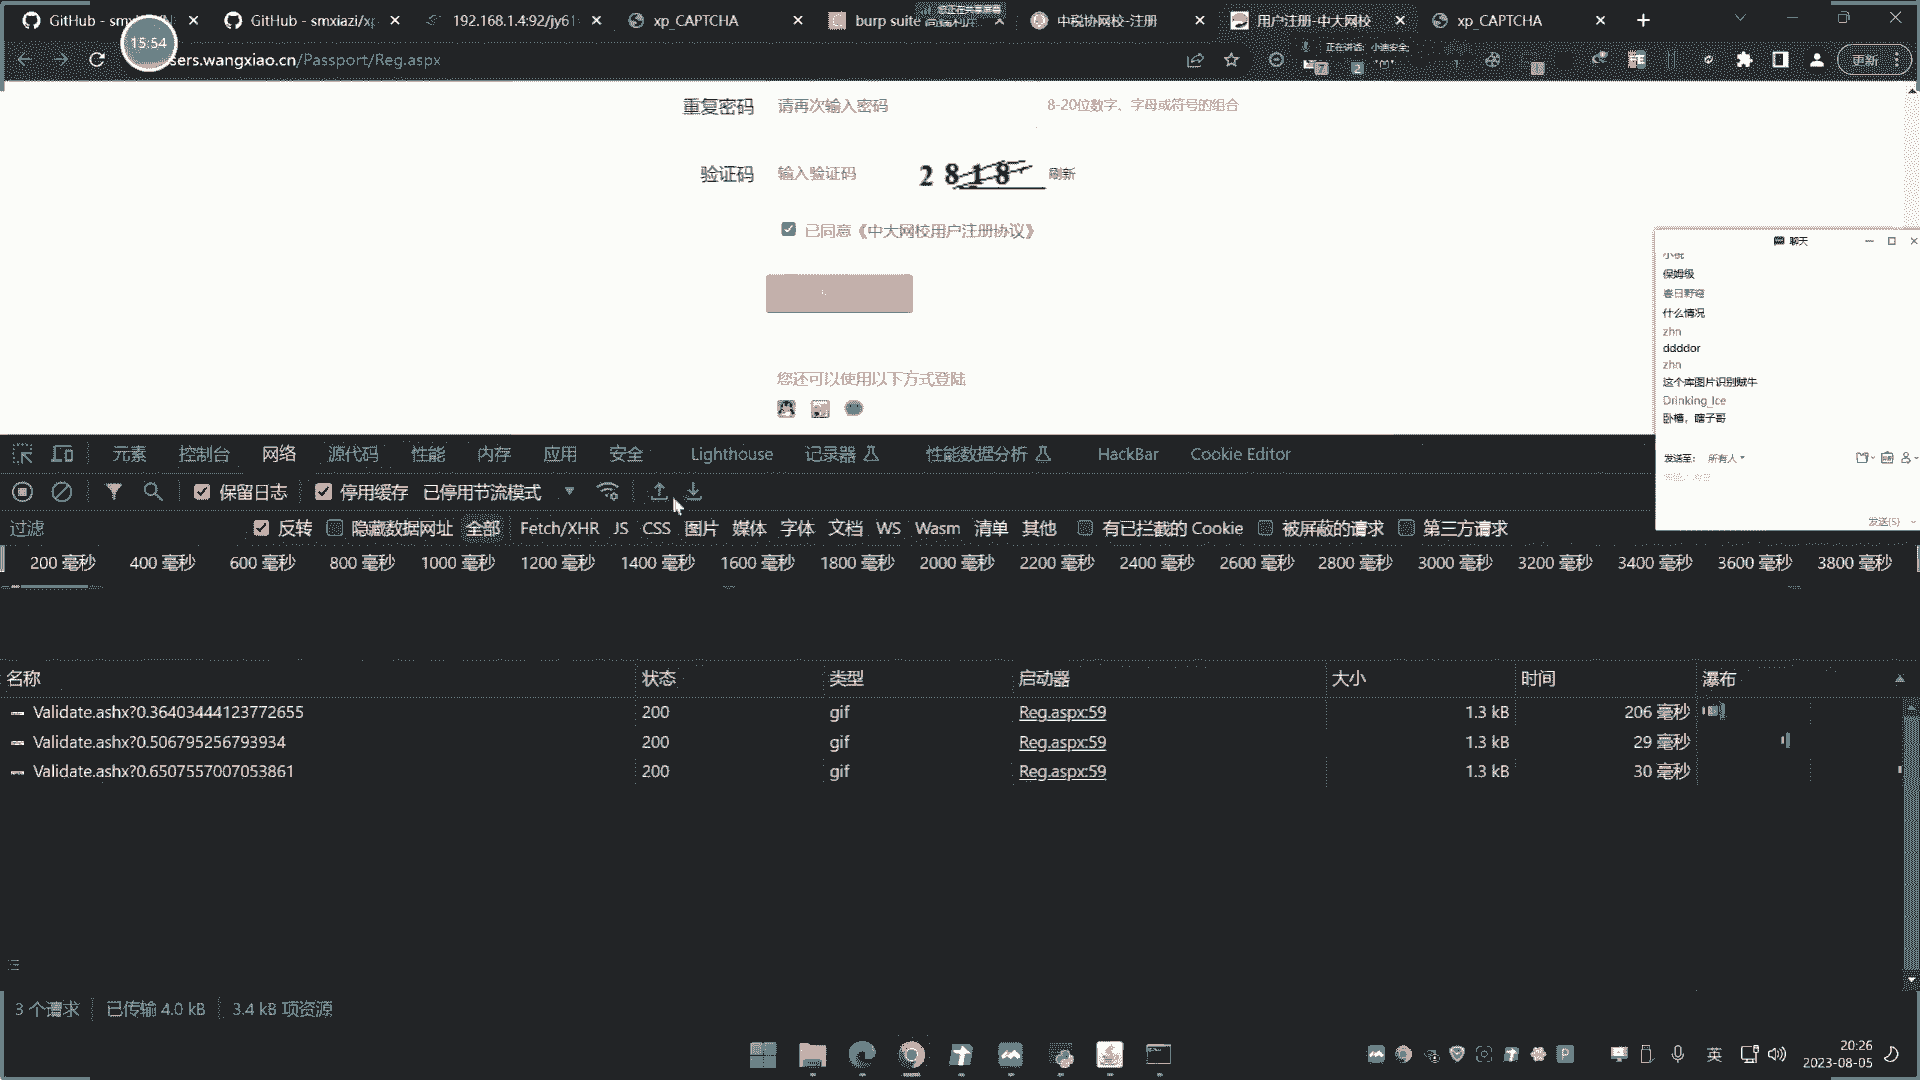 GitHub - smx
GitHub - smxiazi/xp
192.168.1.4:92/jy61
xp_CAPTCHA
burp suite
中税协网校-注册
用户注册-中大网校
xp_CAPTCHA
15:54
sers.wangxiao.cn/Passport/Reg.aspx
正在讲话: 小迪安全;
7
2
更新
重复密码
请再次输入密码
8-20位数字、字母或符号的组合
验证码
输入验证码
2 8 1 8
刷新
已同意《中大网校用户注册协议》
您还可以使用以下方式登陆
聊天
保姆级
春日野穹
什么情况
zhn
ddddor
zhn
这个库图片识别贼牛
Drinking_Ice
卧槽，瞎子哥
发送至: 所有人
发送(S)
元素 控制台 网络 源代码 性能 内存 应用 安全 Lighthouse 记录器 性能数据分析 HackBar Cookie Editor
保留日志 停用缓存 已停用节流模式
过滤 反转 隐藏数据网址 全部 Fetch/XHR JS CSS 图片 媒体 字体 文档 WS Wasm 清单 其他 有已拦截的 Cookie 被屏蔽的请求 第三方请求
200 毫秒 400 毫秒 600 毫秒 800 毫秒 1000 毫秒 1200 毫秒 1400 毫秒 1600 毫秒 1800 毫秒 2000 毫秒 2200 毫秒 2400 毫秒 2600 毫秒 2800 毫秒 3000 毫秒 3200 毫秒 3400 毫秒 3600 毫秒 3800 毫秒
名称 状态 类型 启动器 大小 时间 瀑布
Validate.ashx?0.36403444123772655 200 gif Reg.aspx:59 1.3 kB 206 毫秒
Validate.ashx?0.506795256793934 200 gif Reg.aspx:59 1.3 kB 29 毫秒
Validate.ashx?0.6507557007053861 200 gif Reg.aspx:59 1.3 kB 30 毫秒
3 个请求 已传输 4.0 kB 3.4 kB 项资源
英
20:26
2023-08-05